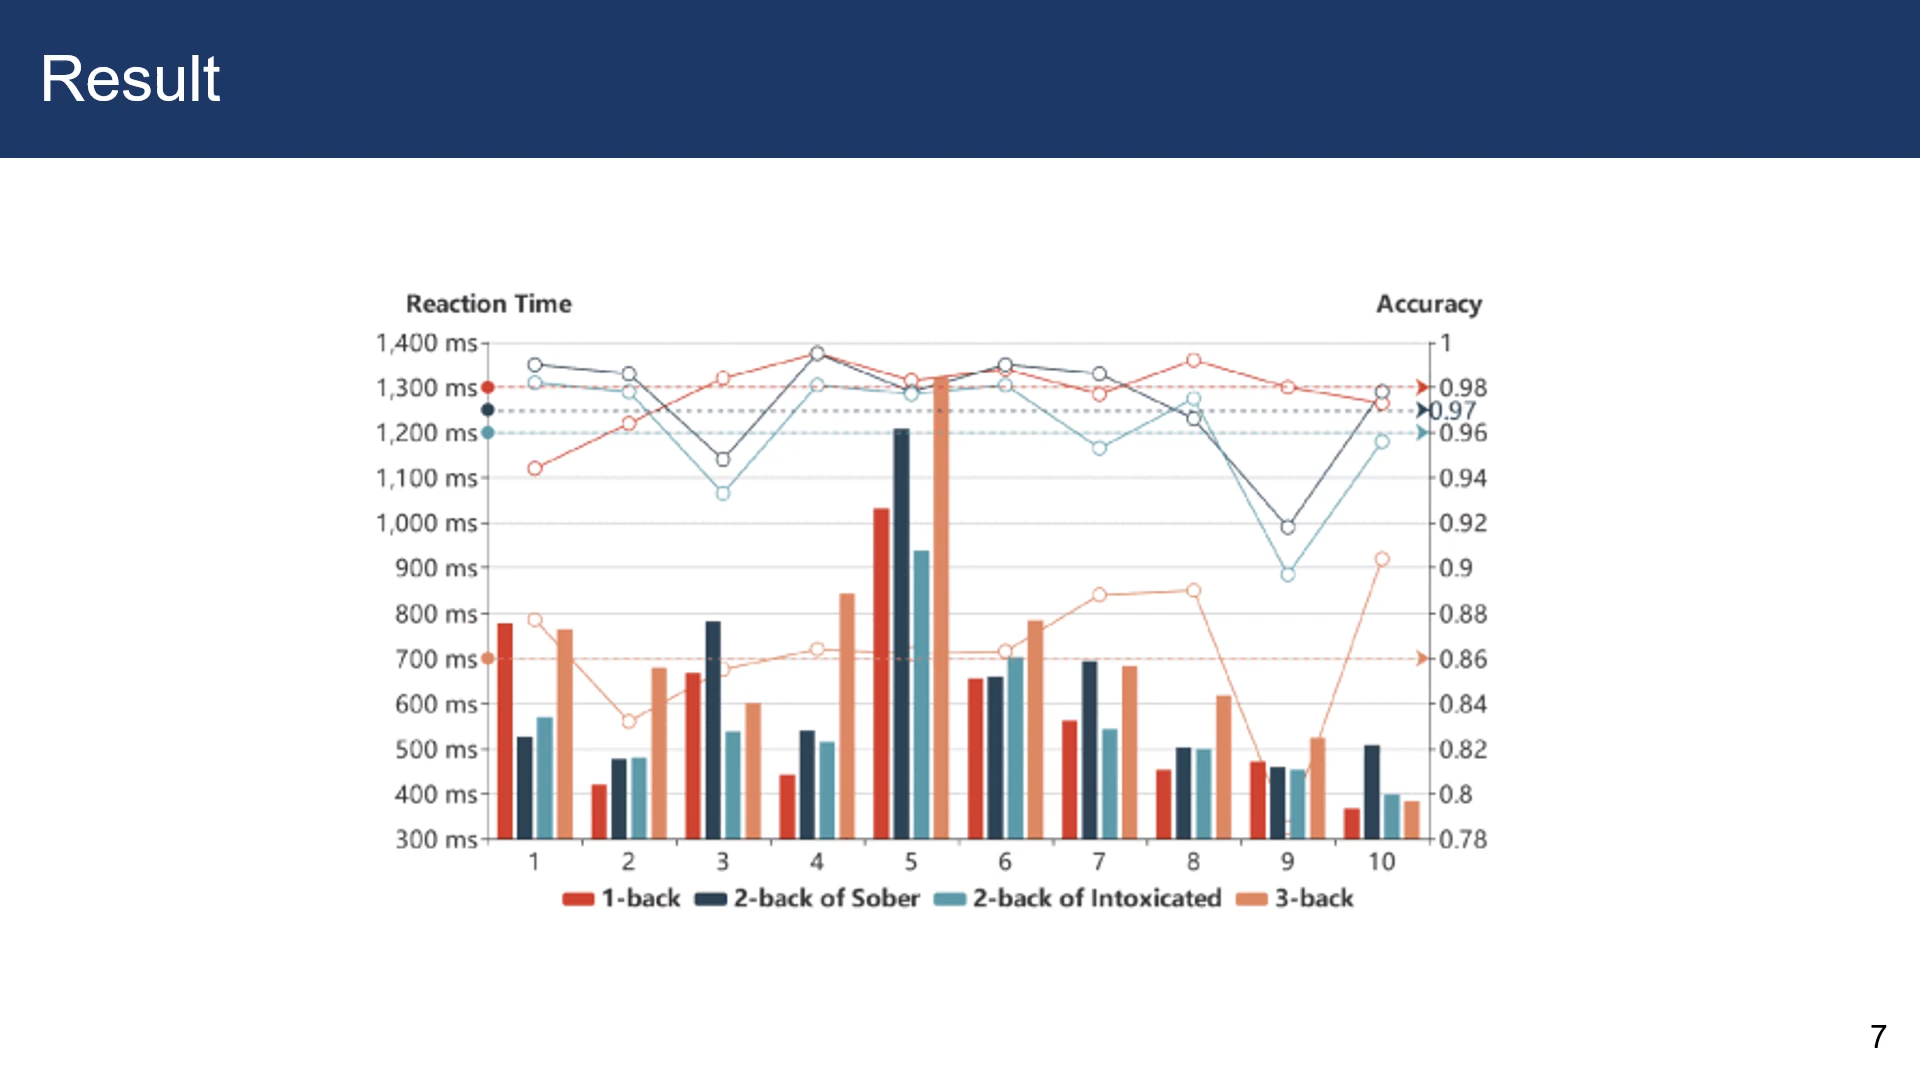 Result
Reaction Time Accuracy
1,400 ms 1
1,300 ms 0.98
0.97
1,200 ms 0.96
1,100 ms 0.94
1,000 ms 0.92
900 ms 0.9
800 ms 0.88
700 ms 0.86
600 ms 0.84
500 ms 0.82
400 ms 0.8
300 ms 0.78
1 2 3 4 5 6 7 8 9 10
1-back 2-back of Sober 2-back of Intoxicated 3-back
7